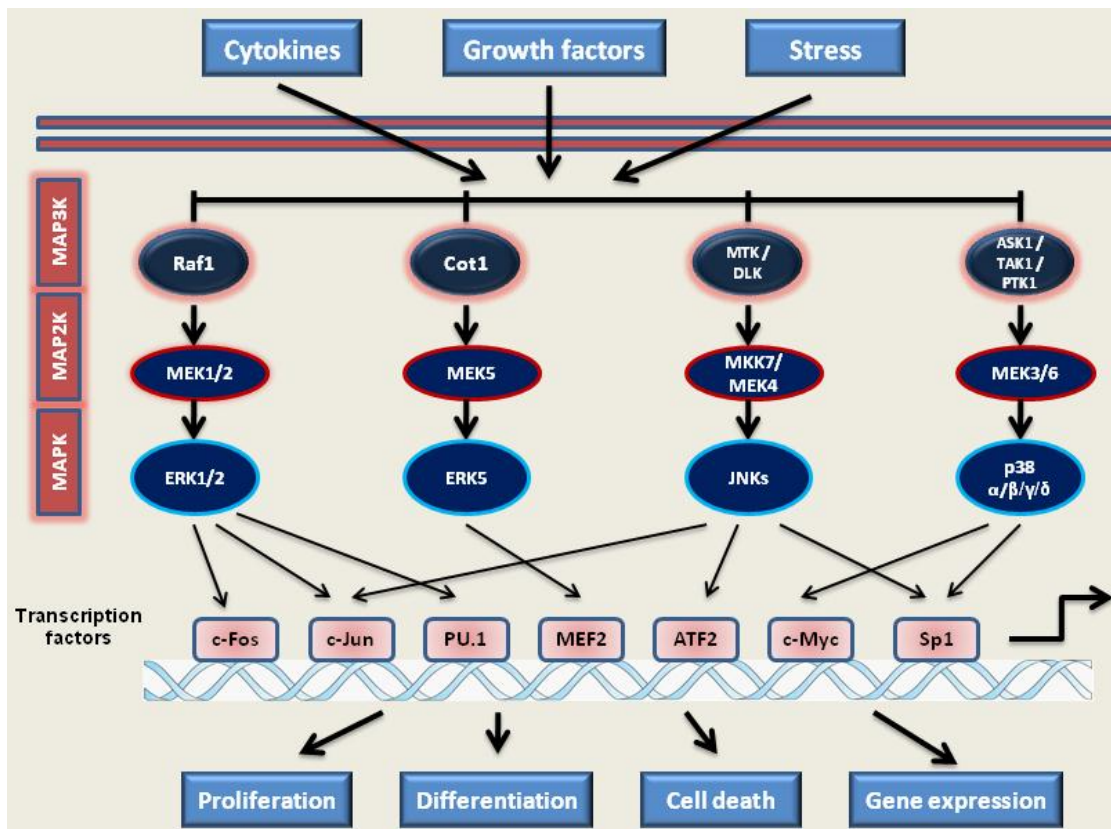 Cytokines
Growth factors
Stress
MAP3K
MAP2K
MAPK
Raf1
Cot1
MTK/
DLK
ASK1/
TAK1/
PTK1
MEK1/2
MEK5
MKK7/
MEK4
MEK3/6
ERK1/2
ERK5
JNKs
p38
α/β/γ/δ
Transcription
factors
c-Fos
c-Jun
PU.1
MEF2
ATF2
c-Myc
Sp1
Proliferation
Differentiation
Cell death
Gene expression